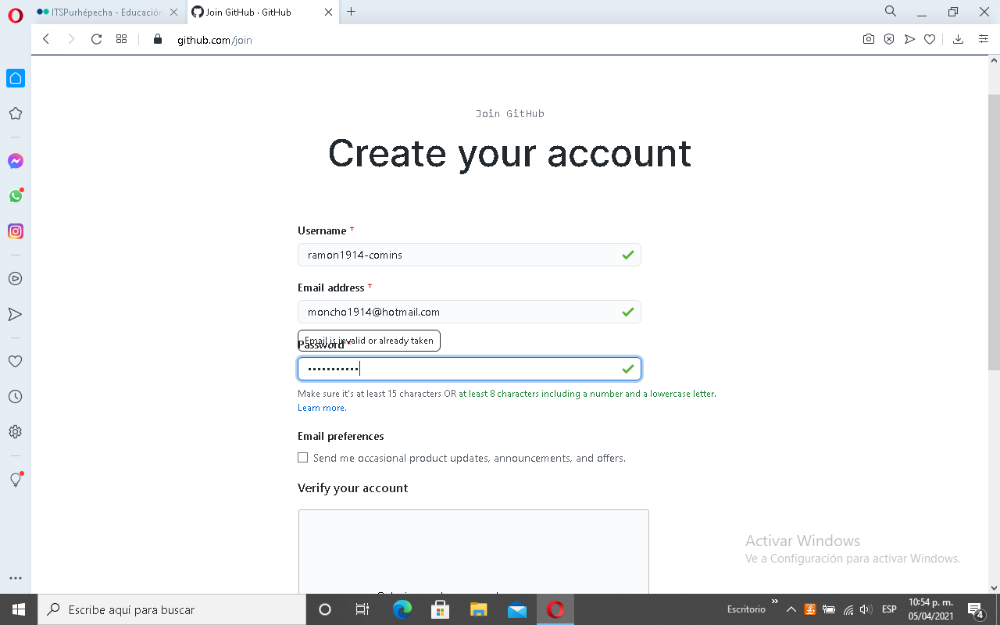 ITSPurhépecha - Educación
Join GitHub · GitHub
github.com/join
Join GitHub
Create your account
Username *
ramon1914-comins
Email address *
moncho1914@hotmail.com
Email is invalid or already taken
Password *
•••••••••••
Make sure it's at least 15 characters OR at least 8 characters including a number and a lowercase letter.
Learn more.
Email preferences
Send me occasional product updates, announcements, and offers.
Verify your account
Activar Windows
Ve a Configuración para activar Windows.
Escribe aquí para buscar
Escritorio
ESP
10:54 p. m.
05/04/2021
4